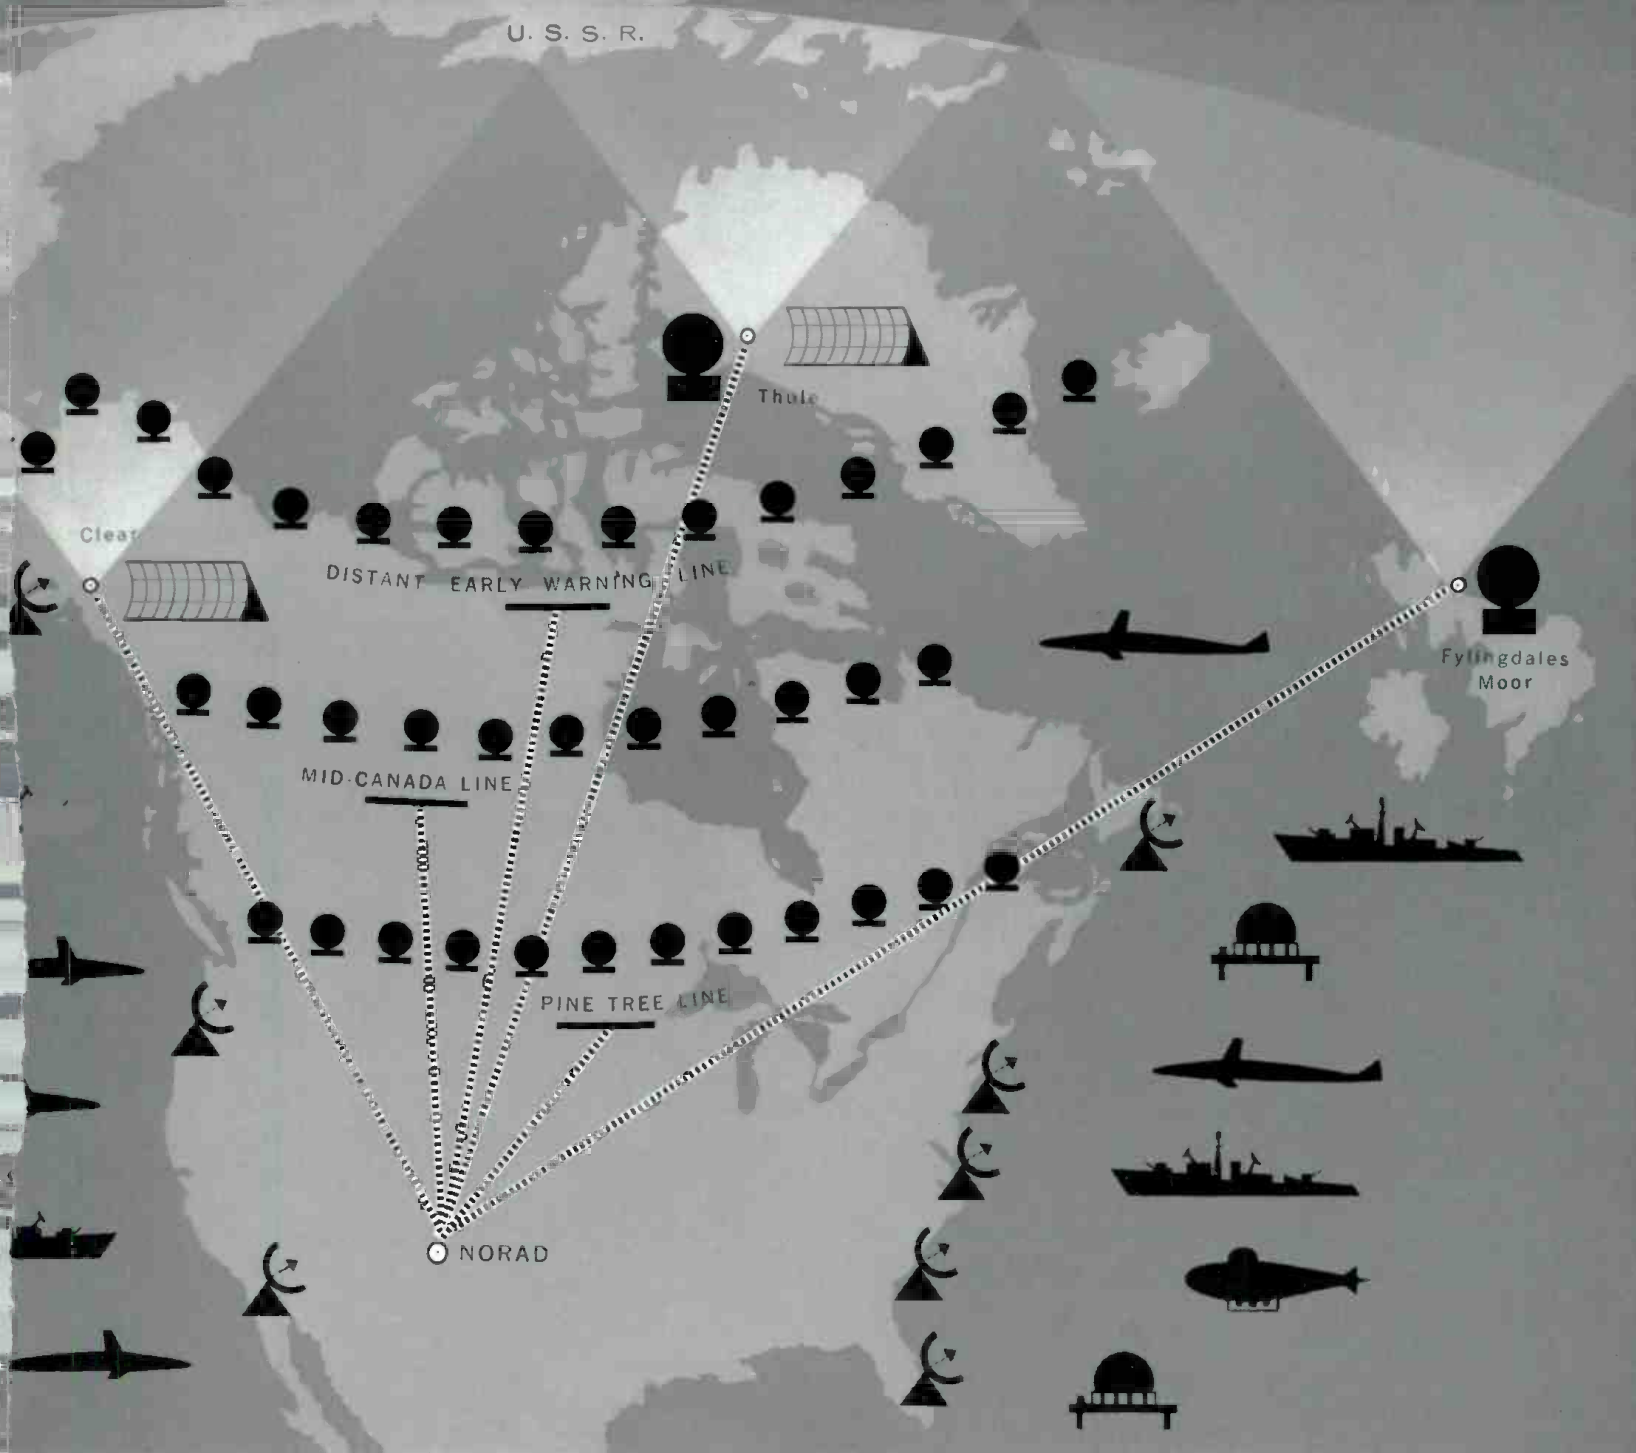 U. S. S. R.
Thule
Clear
DISTANT EARLY WARNING LINE
Fylingdales
Moor
MID-CANADA LINE
PINE TREE LINE
NORAD